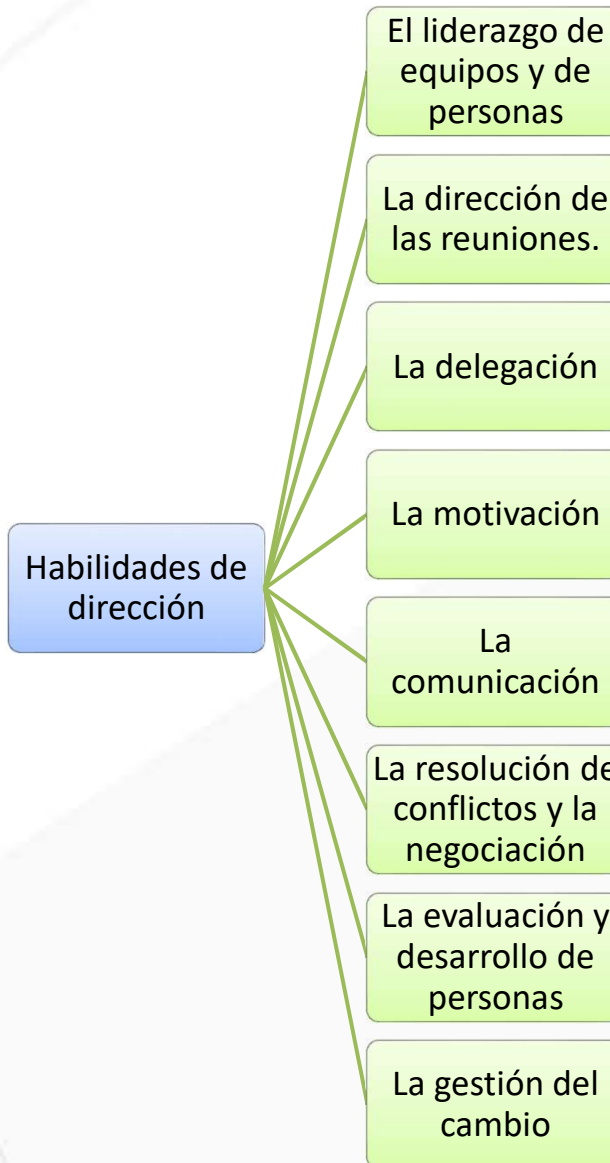 El liderazgo de
equipos y de
personas
La dirección de
las reuniones.
La delegación
La motivación
Habilidades de
dirección
La
comunicación
La resolución de
conflictos y la
negociación
La evaluación y
desarrollo de
personas
La gestión del
cambio